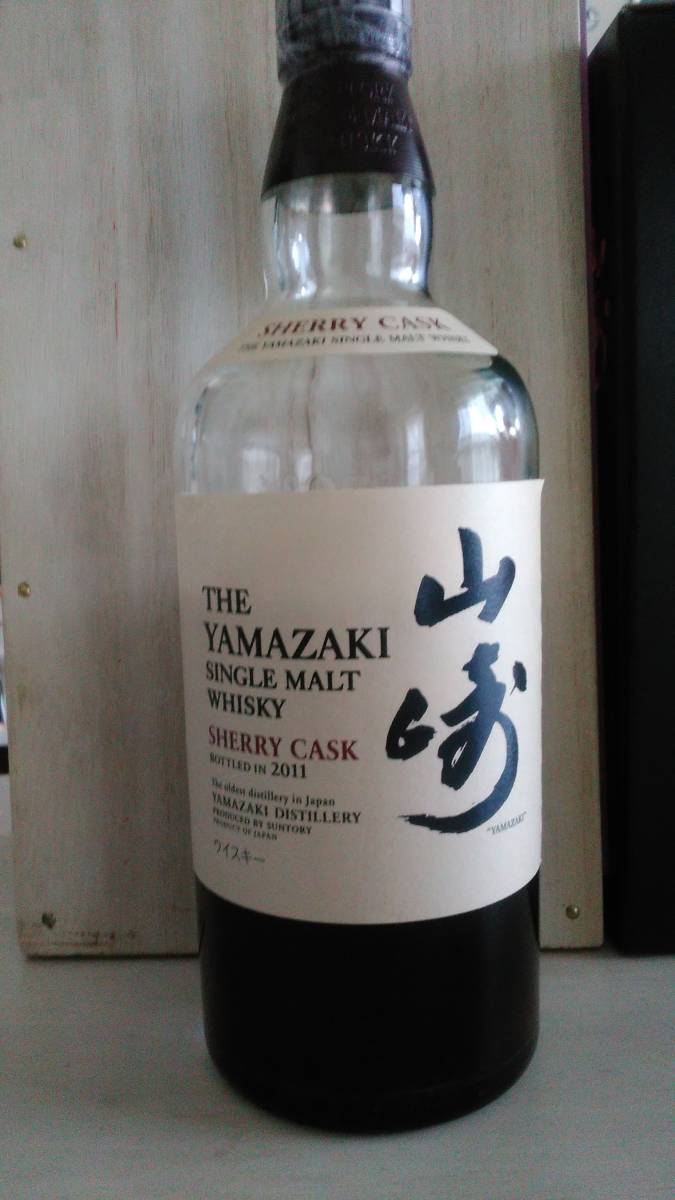 SHERRY CASK
THE YAMAZAKI SINGLE MALT WHISKY
THE
YAMAZAKI
SINGLE MALT
WHISKY
SHERRY CASK
BOTTLED IN 2011
The oldest distillery in Japan
YAMAZAKI DISTILLERY
PRODUCED BY SUNTORY
PRODUCT OF JAPAN
ウイスキー
山崎
"YAMAZAKI"